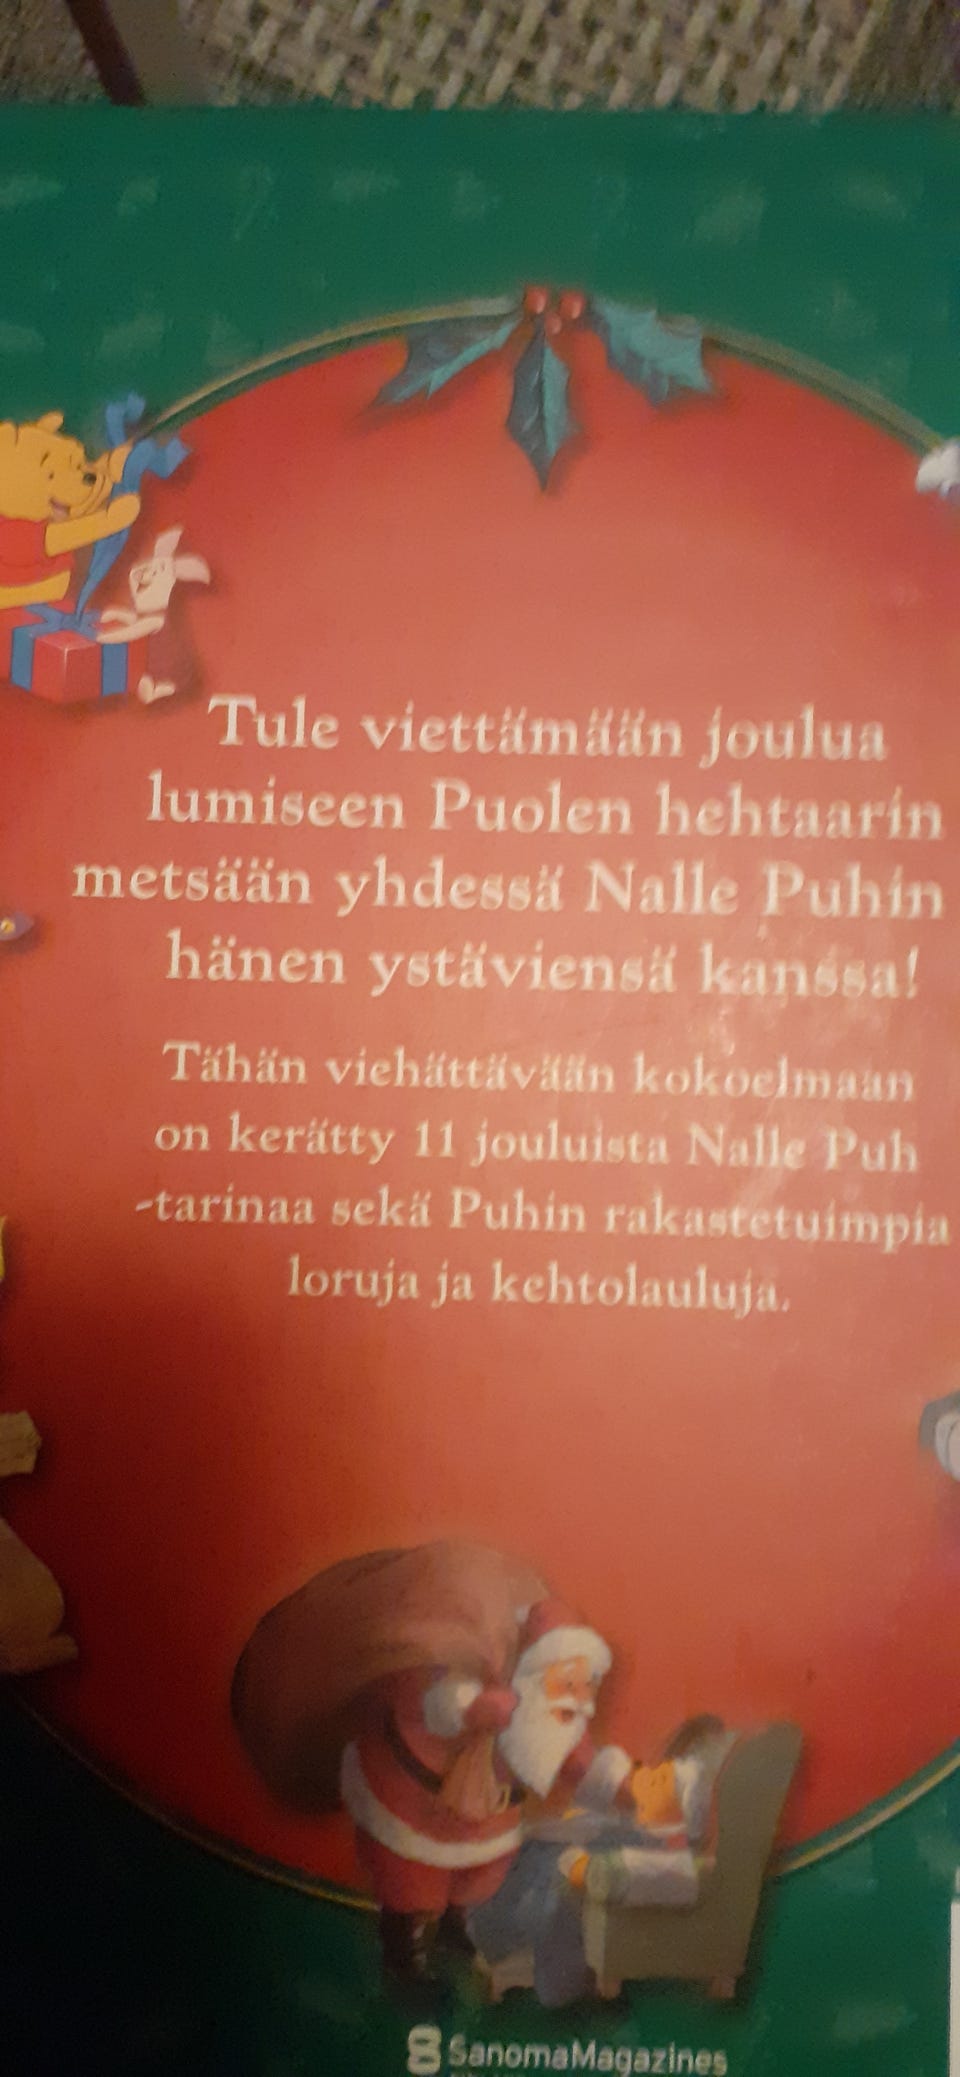 Tule viettämään joulua
lumiseen Puolen hehtaarin
metsään yhdessä Nalle Puhin
hänen ystäviensä kanssa!
Tähän viehättävään kokoelmaan
on kerätty 11 jouluista Nalle Puh
-tarinaa sekä Puhin rakastetuimpia
loruja ja kehtolauluja.
SanomaMagazines